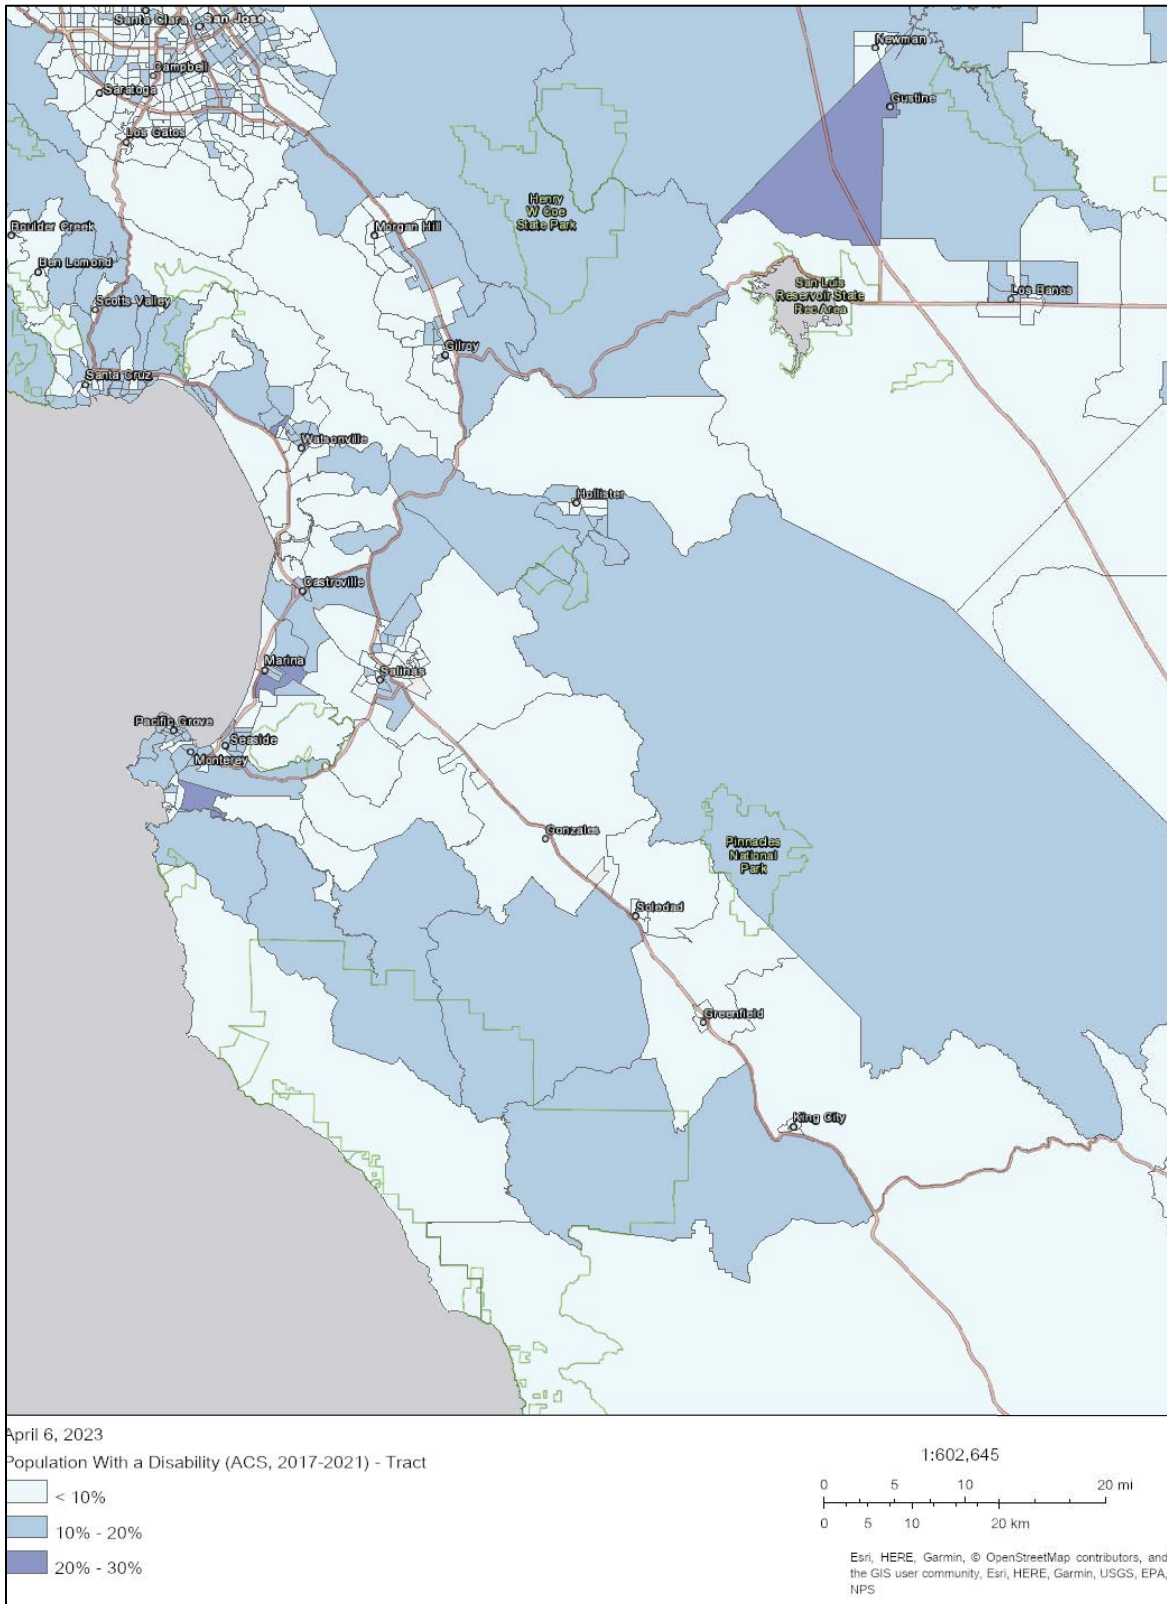 Santa Clara
San Jose
Newman
Campbell
Saratoga
Gustine
Los Gatos
Henry
W Coe
State Park
Boulder Creek
Morgan Hill
Ben Lomond
Scotts Valley
San Luis
Reservoir State
Rec Area
Los Banos
Gilroy
Santa Cruz
Watsonville
Hollister
Castroville
Marina
Salinas
Pacific Grove
Seaside
Monterey
Gonzales
Pinnacles
National
Park
Soledad
Greenfield
King City
April 6, 2023
Population With a Disability (ACS, 2017-2021) - Tract
< 10%
10% - 20%
20% - 30%
1:602,645
0 5 10 20 mi
0 5 10 20 km
Esri, HERE, Garmin, © OpenStreetMap contributors, and
the GIS user community, Esri, HERE, Garmin, USGS, EPA,
NPS